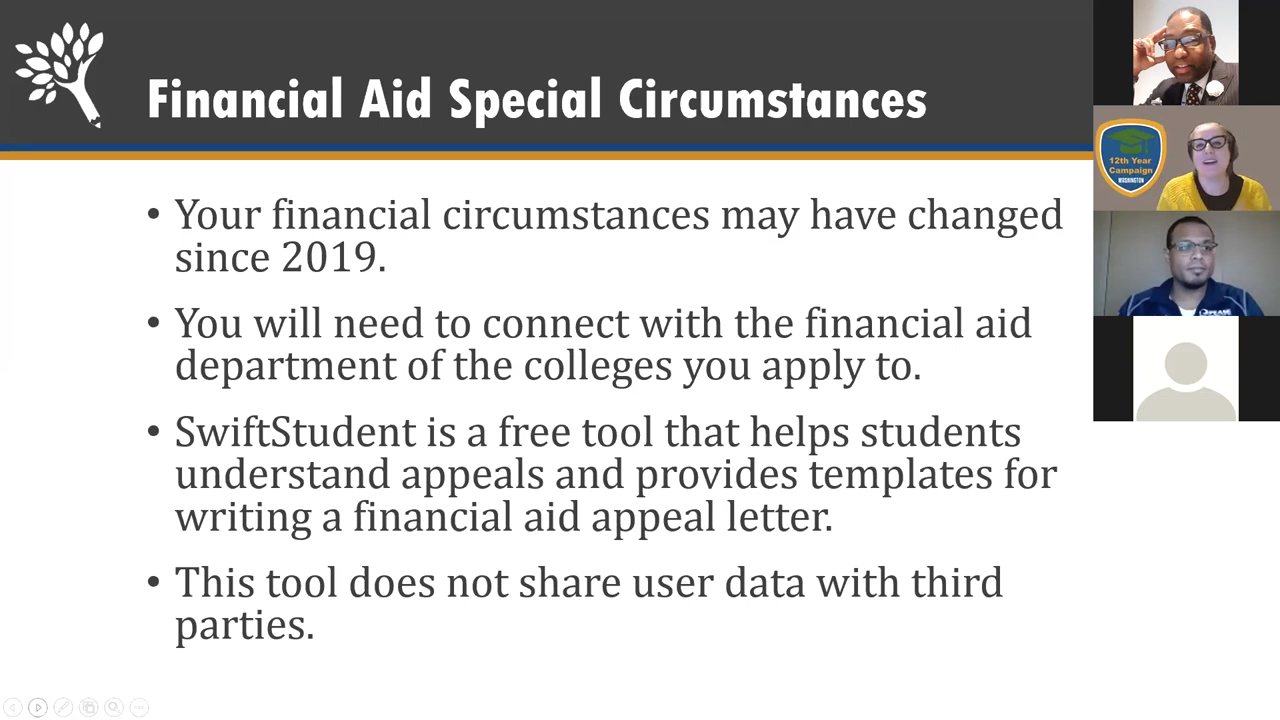 Financial Aid Special Circumstances
• Your financial circumstances may have changed
since 2019.
• You will need to connect with the financial aid
department of the colleges you apply to.
• SwiftStudent is a free tool that helps students
understand appeals and provides templates for
writing a financial aid appeal letter.
• This tool does not share user data with third
parties.
12th Year
Campaign
WASHINGTON